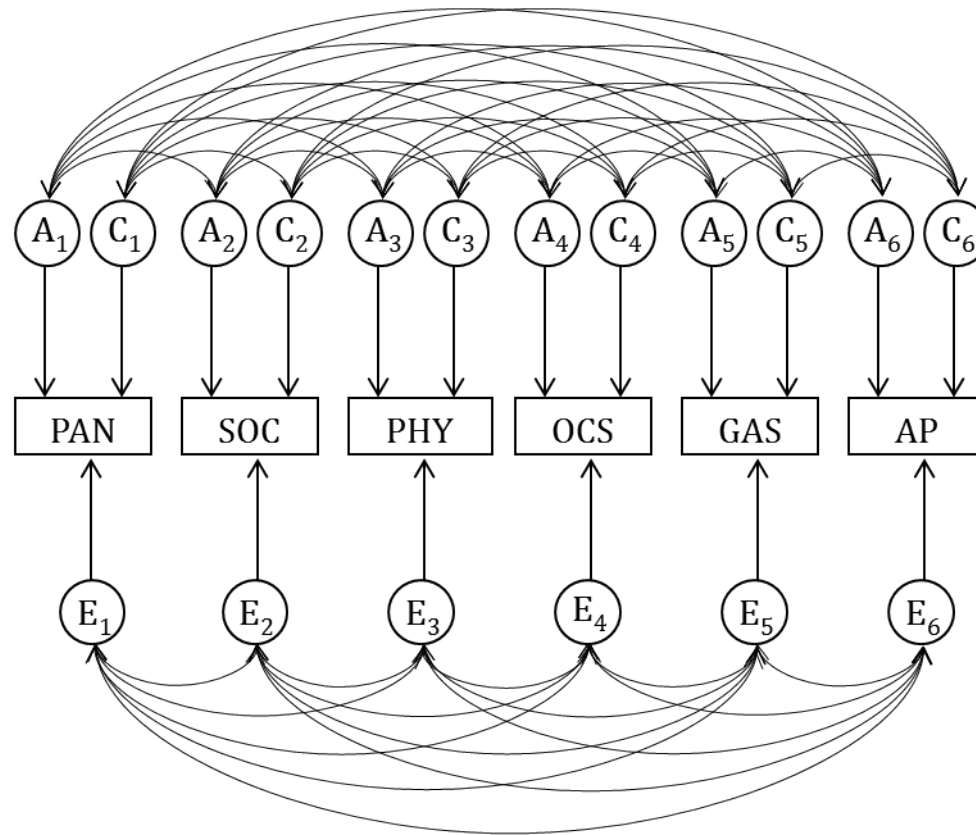 A₁ C₁ A₂ C₂ A₃ C₃ A₄ C₄ A₅ C₅ A₆ C₆
PAN SOC PHY OCS GAS AP
E₁ E₂ E₃ E₄ E₅ E₆